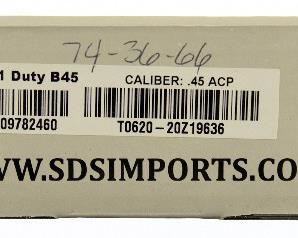 74-36-66
1 Duty B45
CALIBER: .45 ACP
09782460
T0620-20Z19636
WWW.SDSIMPORTS.CO